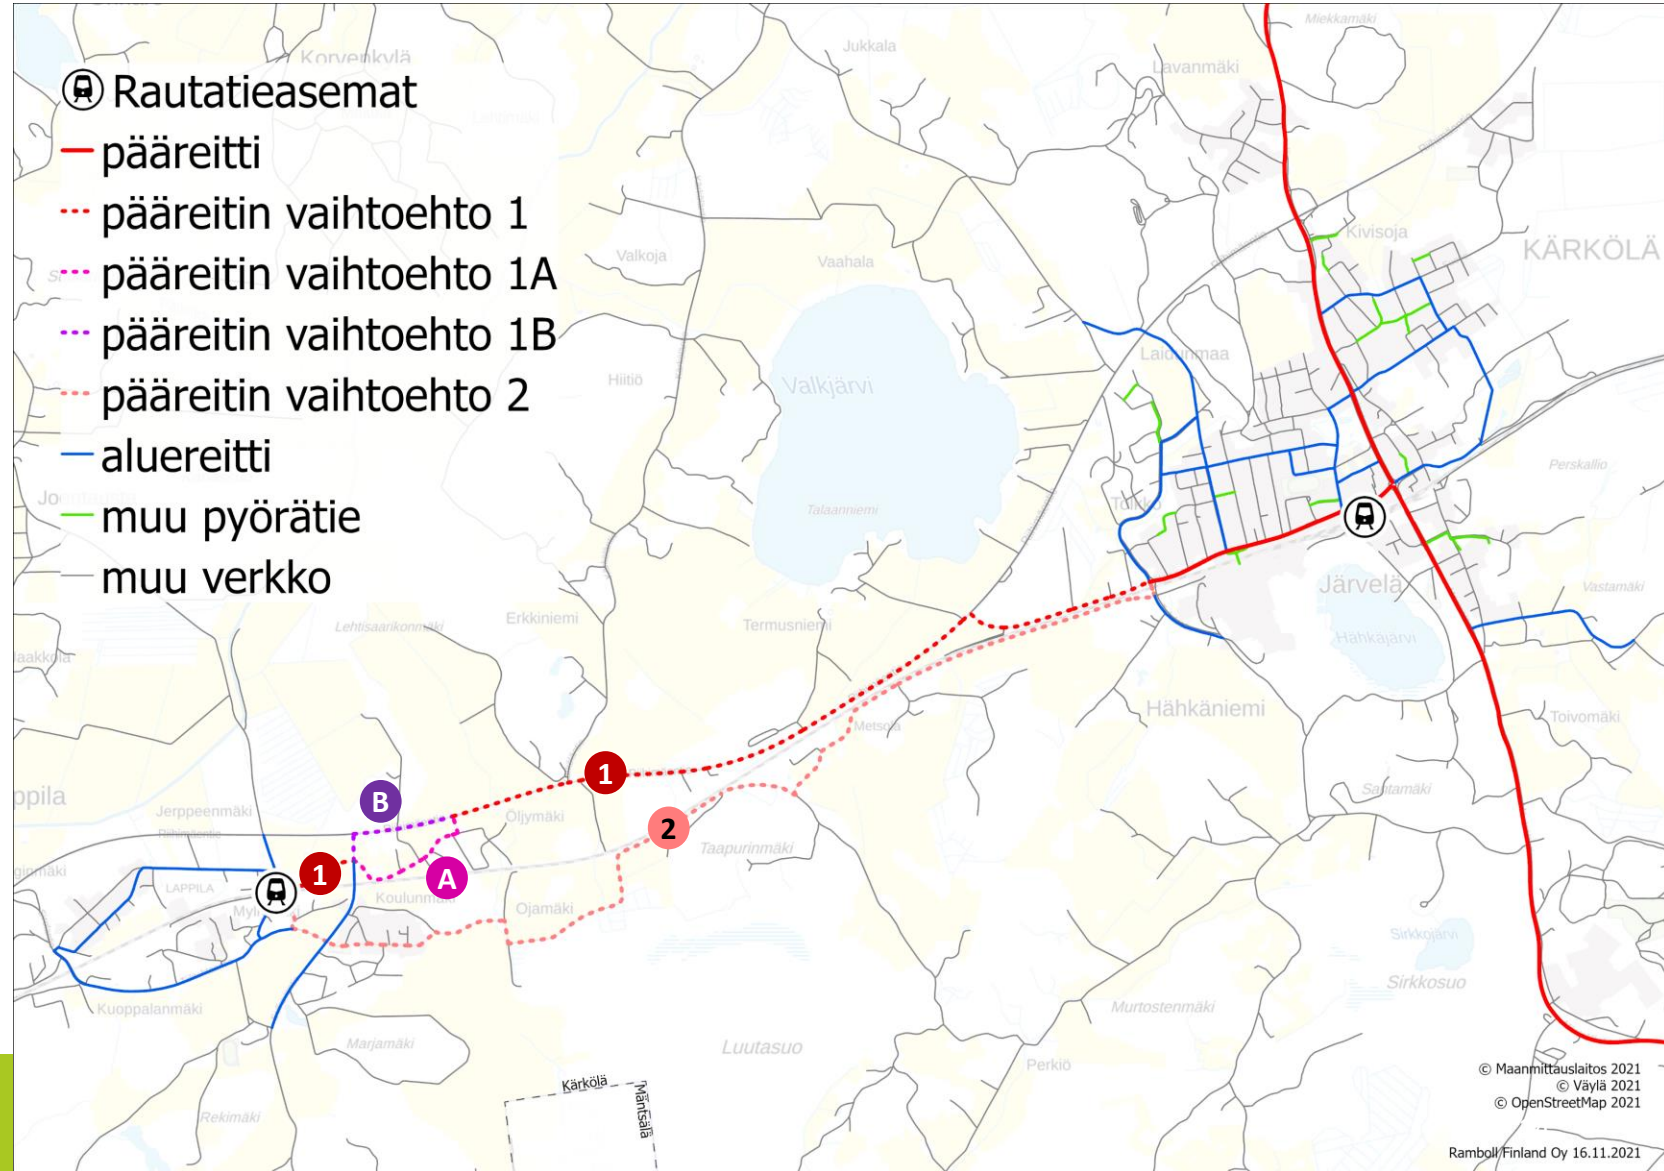 Rautatieasemat
pääreitti
pääreitin vaihtoehto 1
pääreitin vaihtoehto 1A
pääreitin vaihtoehto 1B
pääreitin vaihtoehto 2
aluereitti
muu pyörätie
muu verkko
Korvenkylä
Jukkala
Miekkamäki
Lavanmäki
Kivisoja
KÄRKÖLÄ
Valkoja
Vaahala
Laidunmaa
Hiitiö
Valkjärvi
Perskallio
Talaanniemi
Tölkkö
Järvelä
Vastamäki
Lehtisaarikonmäki
Erkkiniemi
Termusniemi
Hähkäjärvi
Jaakkola
Hähkäniemi
Metsola
Toivomäki
1
B
Jerppeenmäki
Öljymäki
Santamäki
Riihimäentie
2
Taapurinmäki
1
A
LAPPILA
Koulunmäki
Ojamäki
Sirkkojärvi
Sirkkosuo
Kuoppalanmäki
Murtostenmäki
Marjamäki
Luutasuo
Perkiö
Kärkölä
Mäntsälä
Rekimäki
© Maanmittauslaitos 2021
© Väylä 2021
© OpenStreetMap 2021
Ramboll Finland Oy 16.11.2021